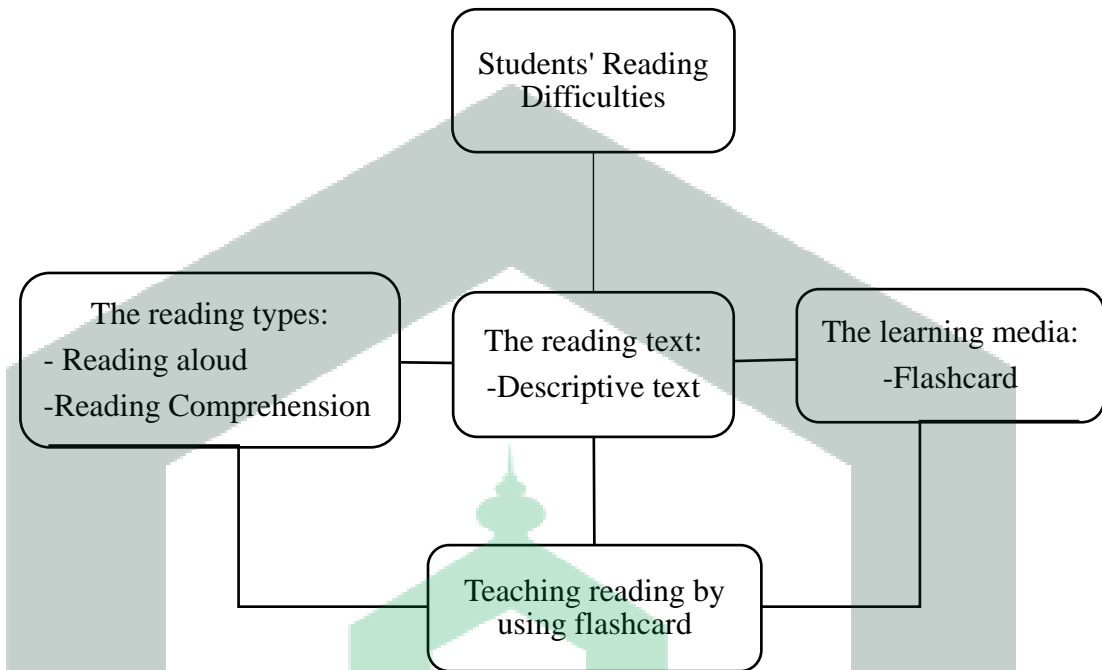 Students' Reading
Difficulties
The reading types:
- Reading aloud
-Reading Comprehension
The reading text:
-Descriptive text
The learning media:
-Flashcard
Teaching reading by
using flashcard